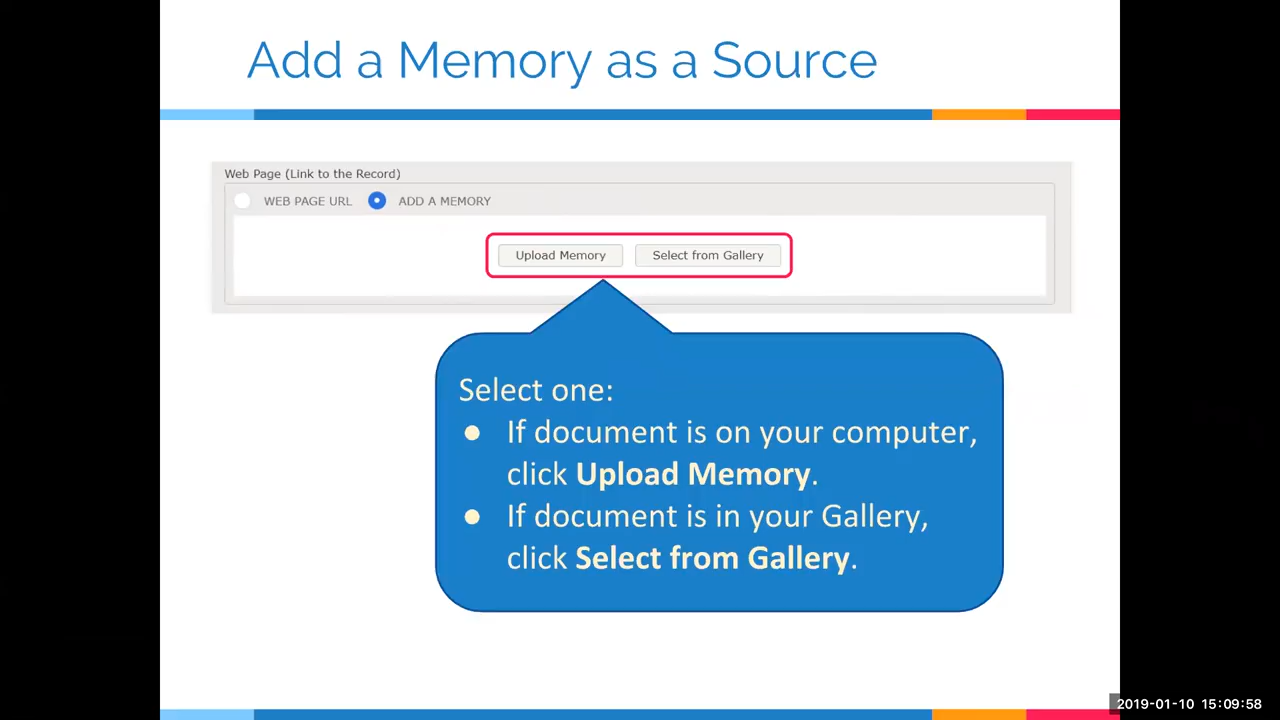 Add a Memory as a Source
Web Page (Link to the Record)
WEB PAGE URL ADD A MEMORY
Upload Memory Select from Gallery
Select one:
● If document is on your computer,
click Upload Memory.
● If document is in your Gallery,
click Select from Gallery.
2019-01-10 15:09:58